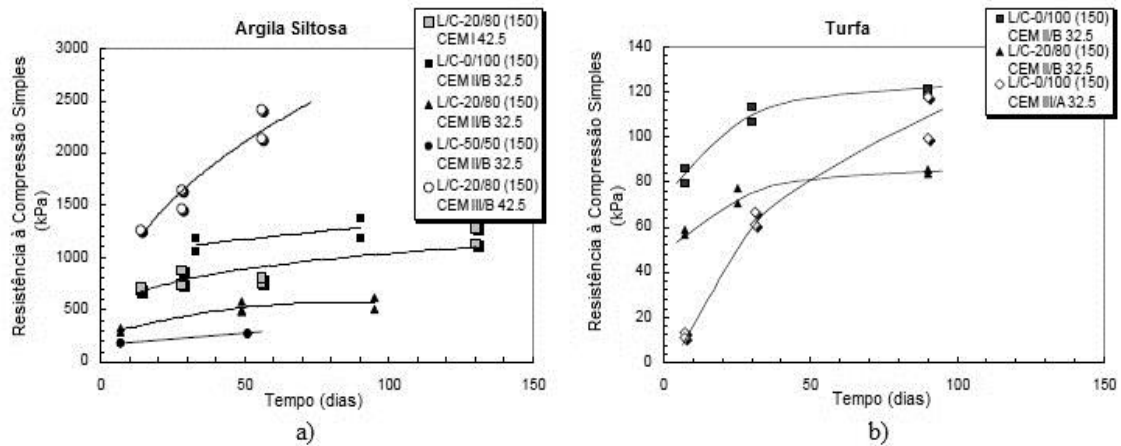 Argila Siltosa
Resistência à Compressão Simples
(kPa)
3000
2500
2000
1500
1000
500
0
0 50 100 150
Tempo (dias)
L/C-20/80 (150)
CEM I 42.5
L/C-0/100 (150)
CEM II/B 32.5
L/C-20/80 (150)
CEM II/B 32.5
L/C-50/50 (150)
CEM II/B 32.5
L/C-20/80 (150)
CEM III/B 42.5
a)
Turfa
Resistência à Compressão Simples
(kPa)
140
120
100
80
60
40
20
0
0 50 100 150
Tempo (dias)
L/C-0/100 (150)
CEM II/B 32.5
L/C-20/80 (150)
CEM II/B 32.5
L/C-0/100 (150)
CEM III/A 32.5
b)